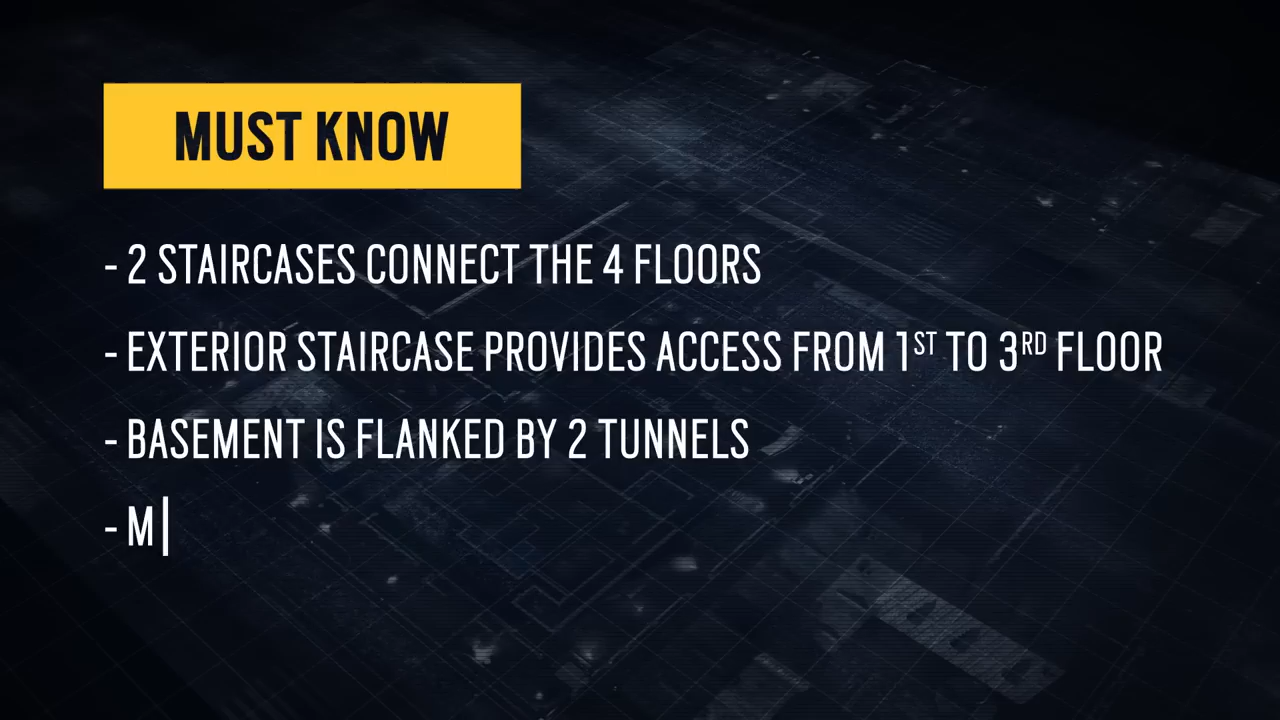 MUST KNOW
- 2 STAIRCASES CONNECT THE 4 FLOORS
- EXTERIOR STAIRCASE PROVIDES ACCESS FROM 1ST TO 3RD FLOOR
- BASEMENT IS FLANKED BY 2 TUNNELS
- M